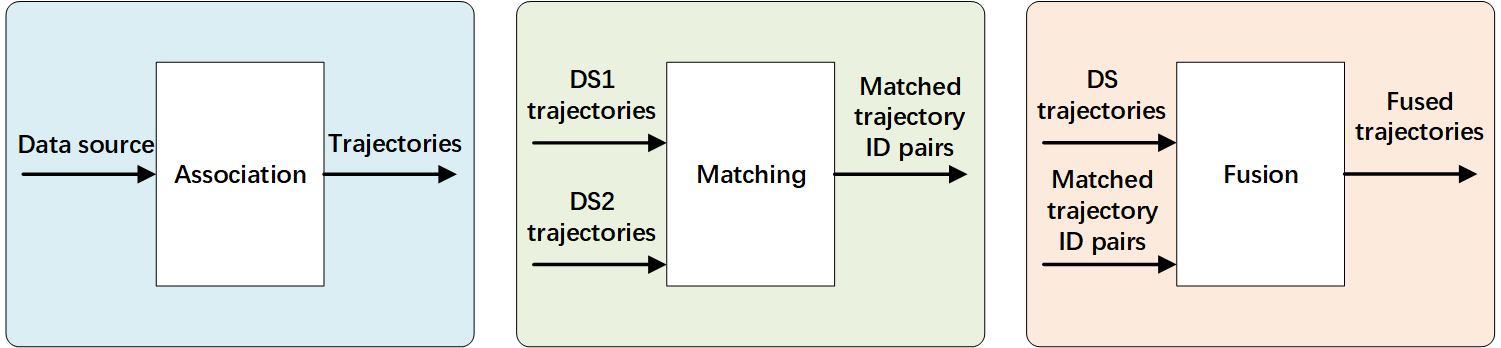 Data source
Association
Trajectories
DS1
trajectories
DS2
trajectories
Matching
Matched
trajectory
ID pairs
DS
trajectories
Matched
trajectory
ID pairs
Fusion
Fused
trajectories